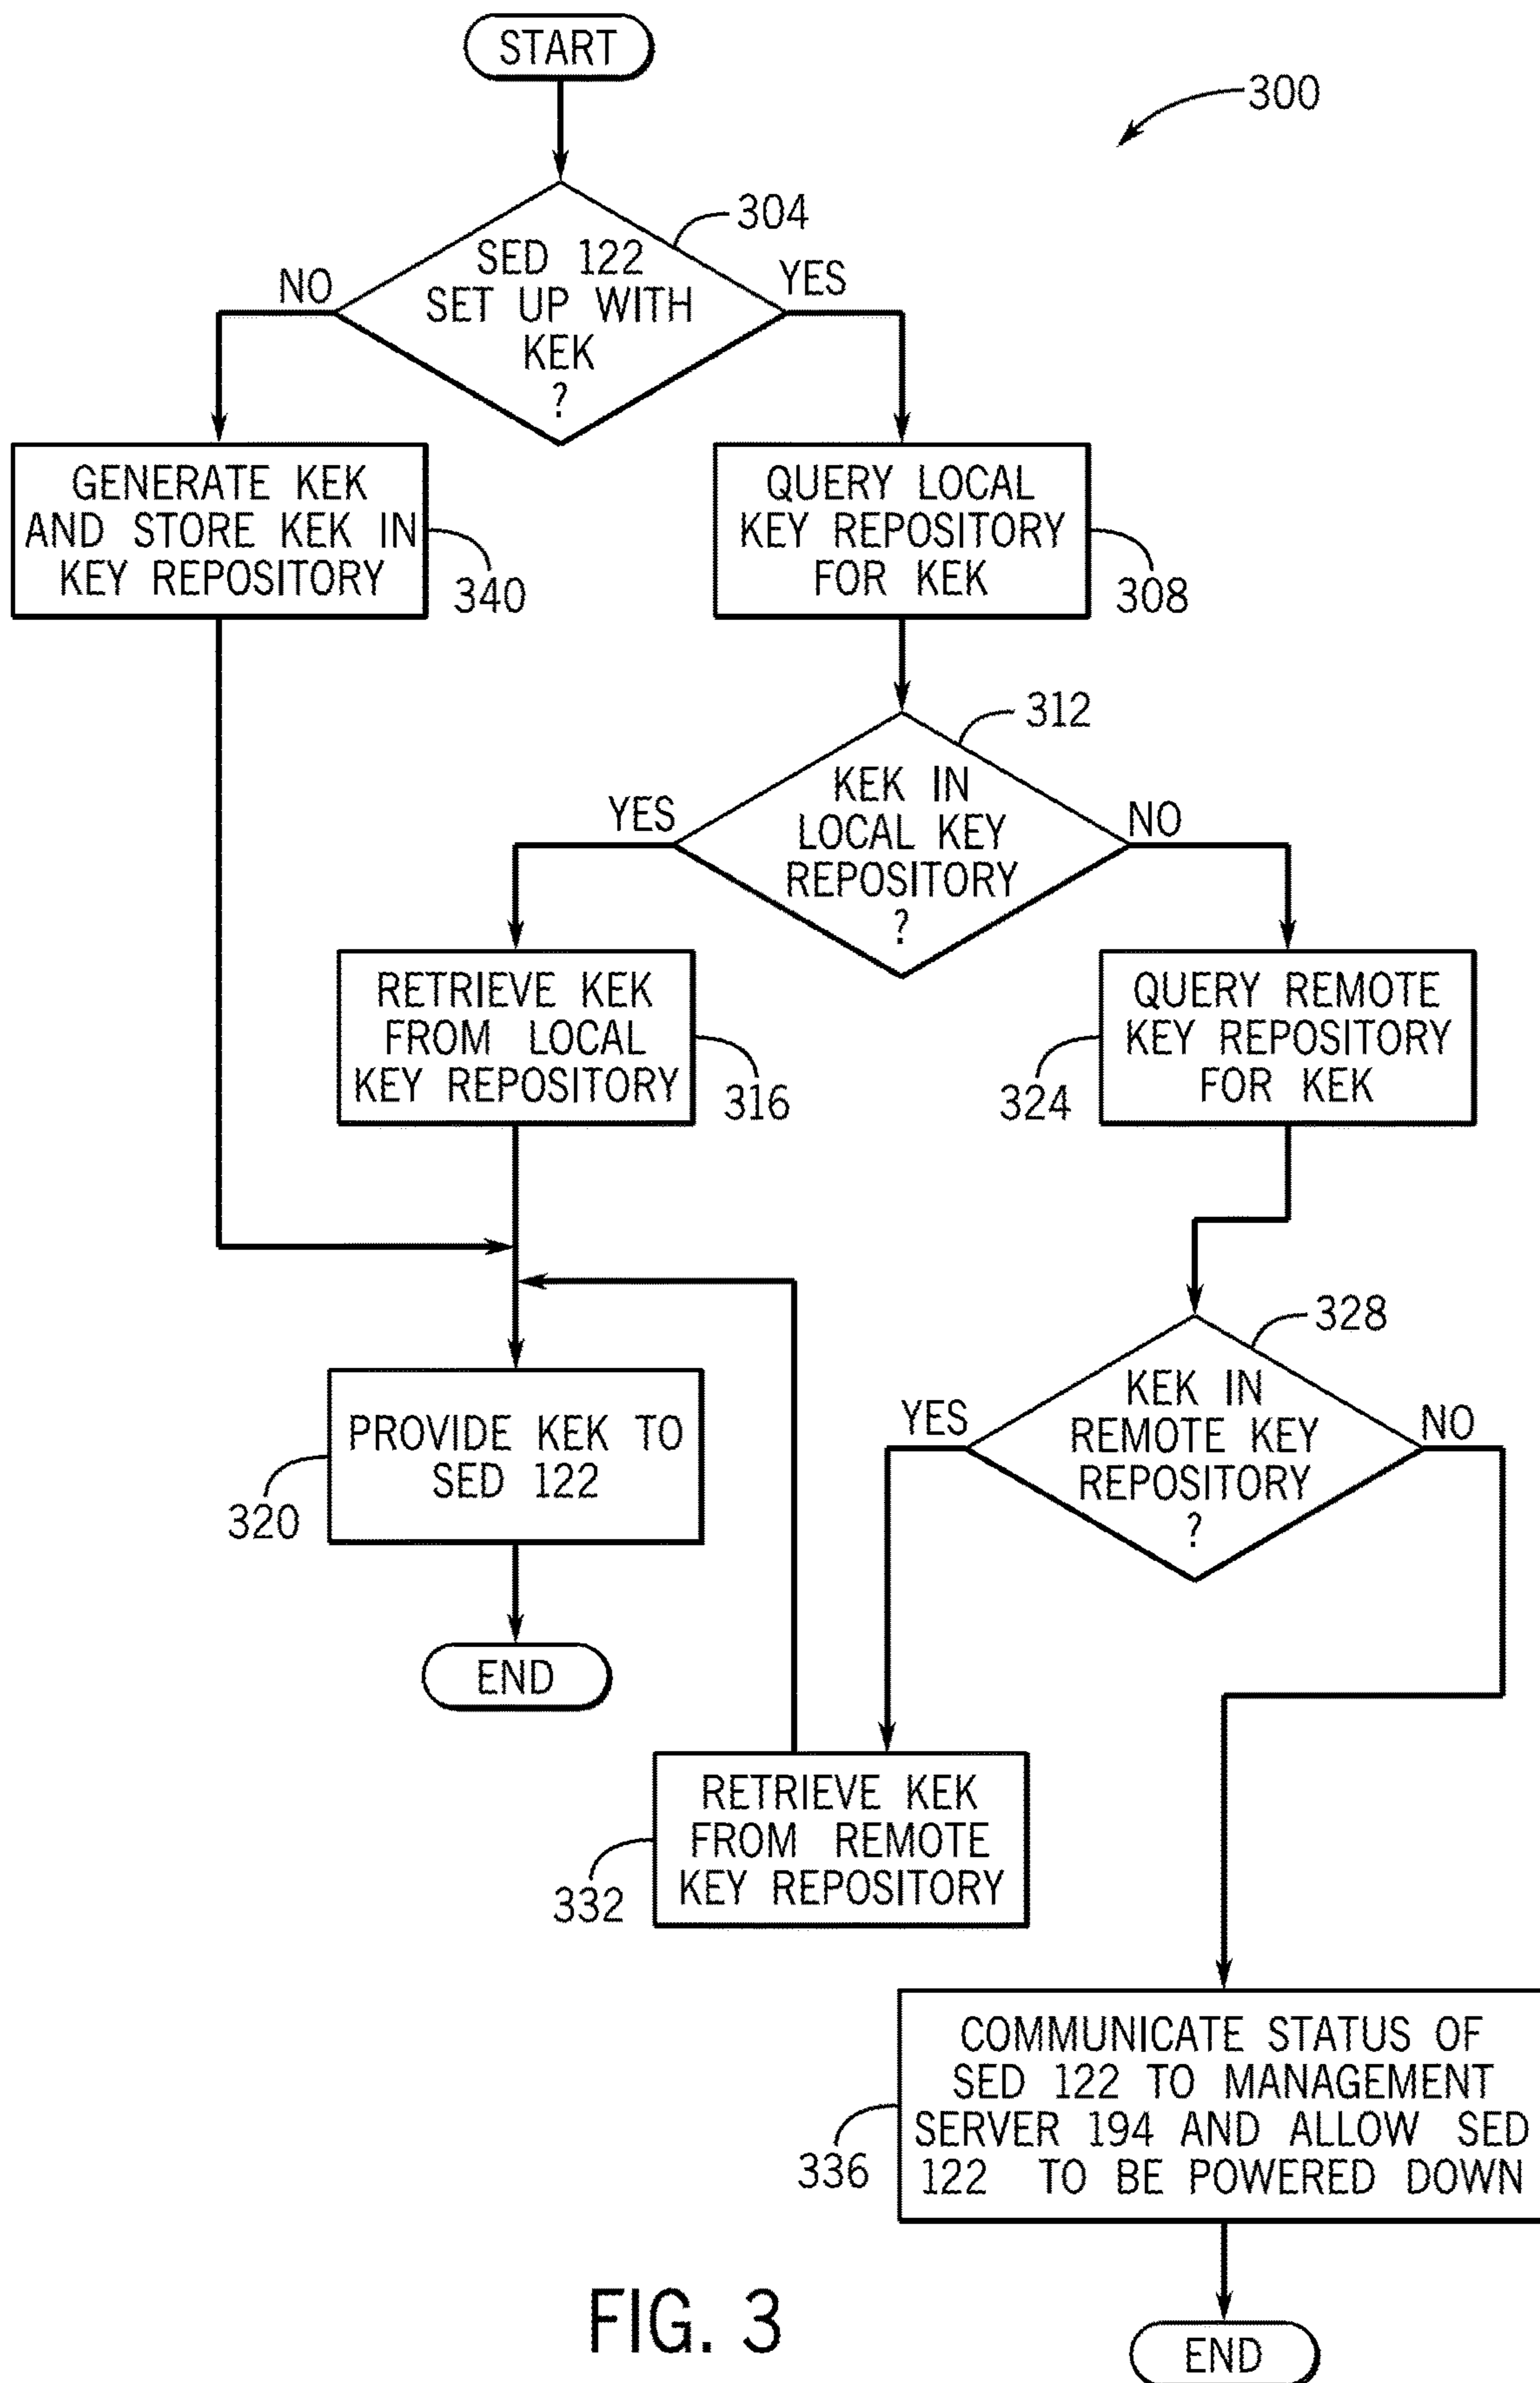 START
300
304
SED 122
SET UP WITH
KEK
?
NO
YES
GENERATE KEK
AND STORE KEK IN
KEY REPOSITORY
340
QUERY LOCAL
KEY REPOSITORY
FOR KEK
308
312
KEK IN
LOCAL KEY
REPOSITORY
?
YES
NO
RETRIEVE KEK
FROM LOCAL
KEY REPOSITORY
316
QUERY REMOTE
KEY REPOSITORY
FOR KEK
324
328
KEK IN
REMOTE KEY
REPOSITORY
?
YES
NO
PROVIDE KEK TO
SED 122
320
END
RETRIEVE KEK
FROM REMOTE
KEY REPOSITORY
332
COMMUNICATE STATUS OF
SED 122 TO MANAGEMENT
SERVER 194 AND ALLOW SED
122 TO BE POWERED DOWN
336
END
FIG. 3